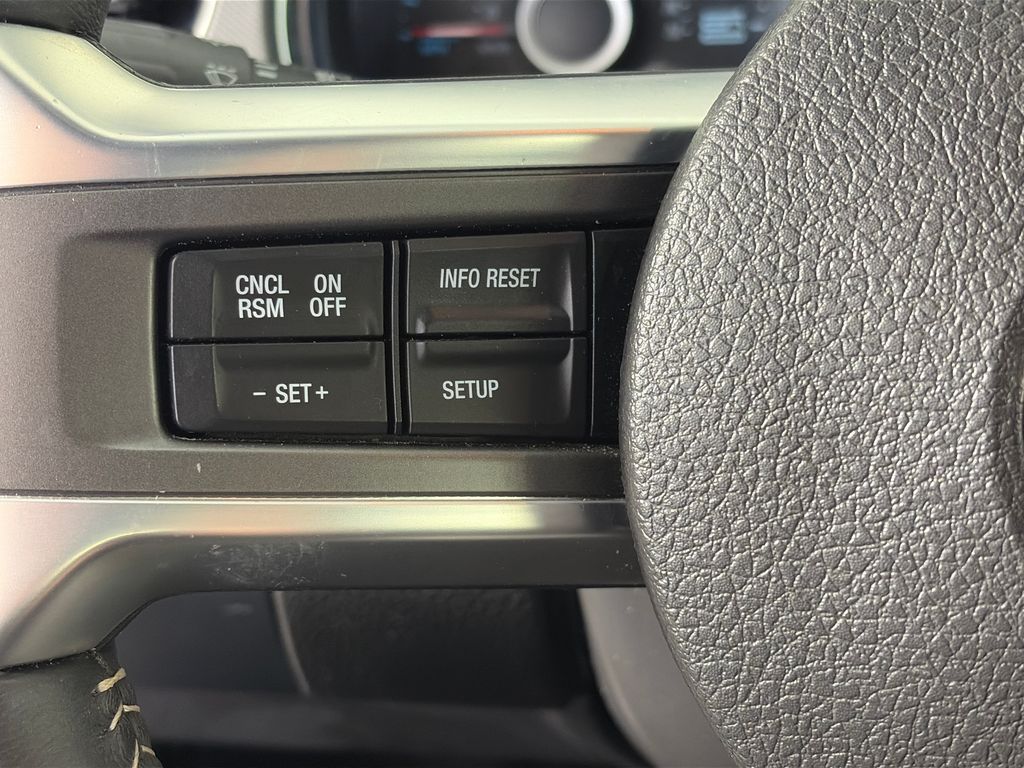 CNCL ON
RSM OFF
INFO RESET
- SET +
SETUP